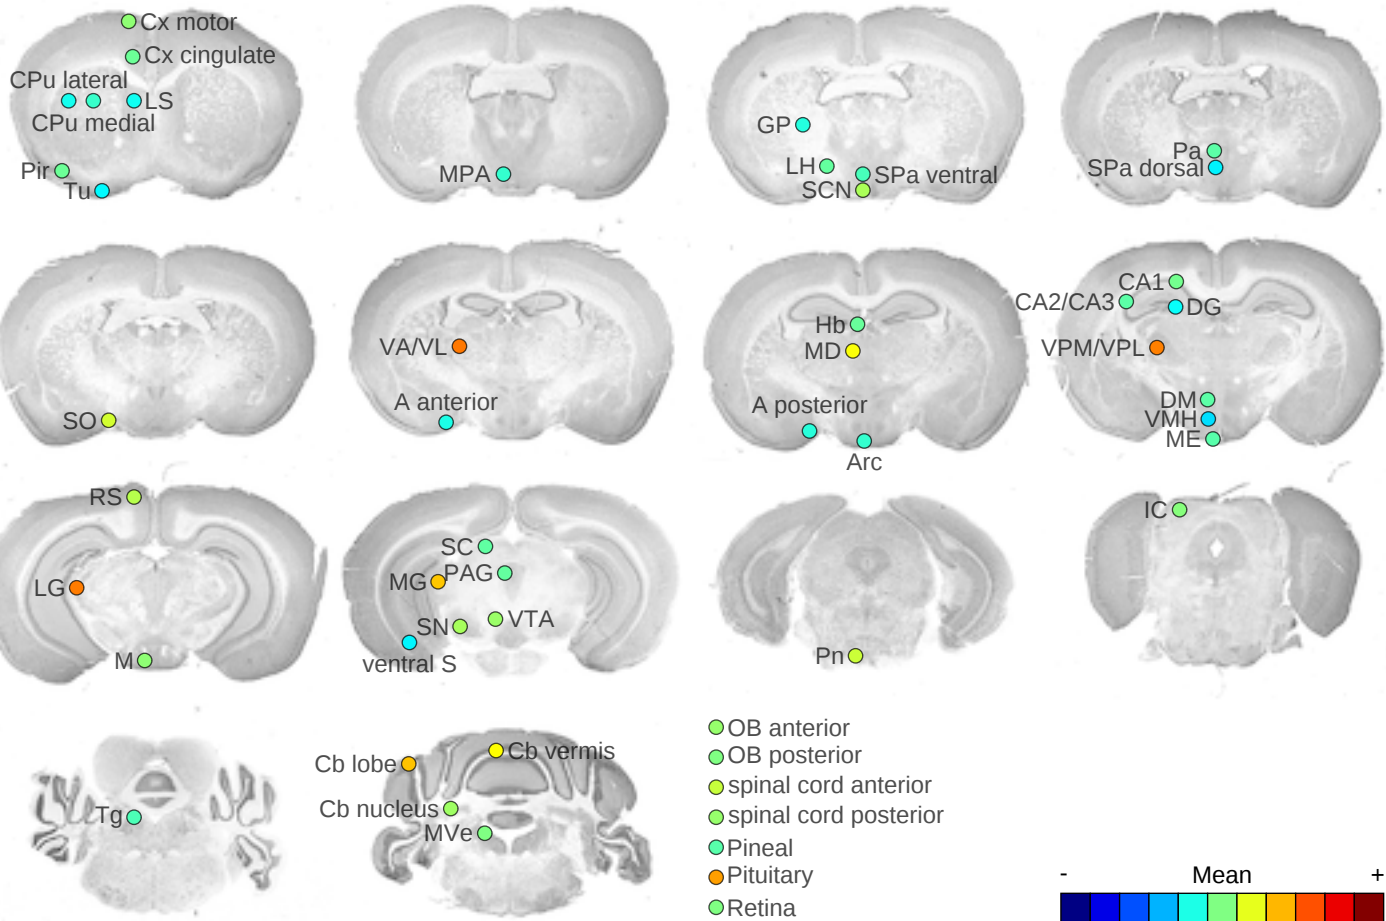 Cx motor
Cx cingulate
CPu lateral
LS
CPu medial
Pir
Tu
MPA
GP
LH
SPa ventral
SCN
Pa
SPa dorsal
SO
VA/VL
A anterior
Hb
MD
A posterior
Arc
CA1
CA2/CA3
DG
VPM/VPL
DM
VMH
ME
RS
LG
M
SC
PAG
MG
VTA
SN
ventral S
Pn
IC
Tg
Cb vermis
Cb lobe
Cb nucleus
MVe
OB anterior
OB posterior
spinal cord anterior
spinal cord posterior
Pineal
Pituitary
Retina
- Mean +